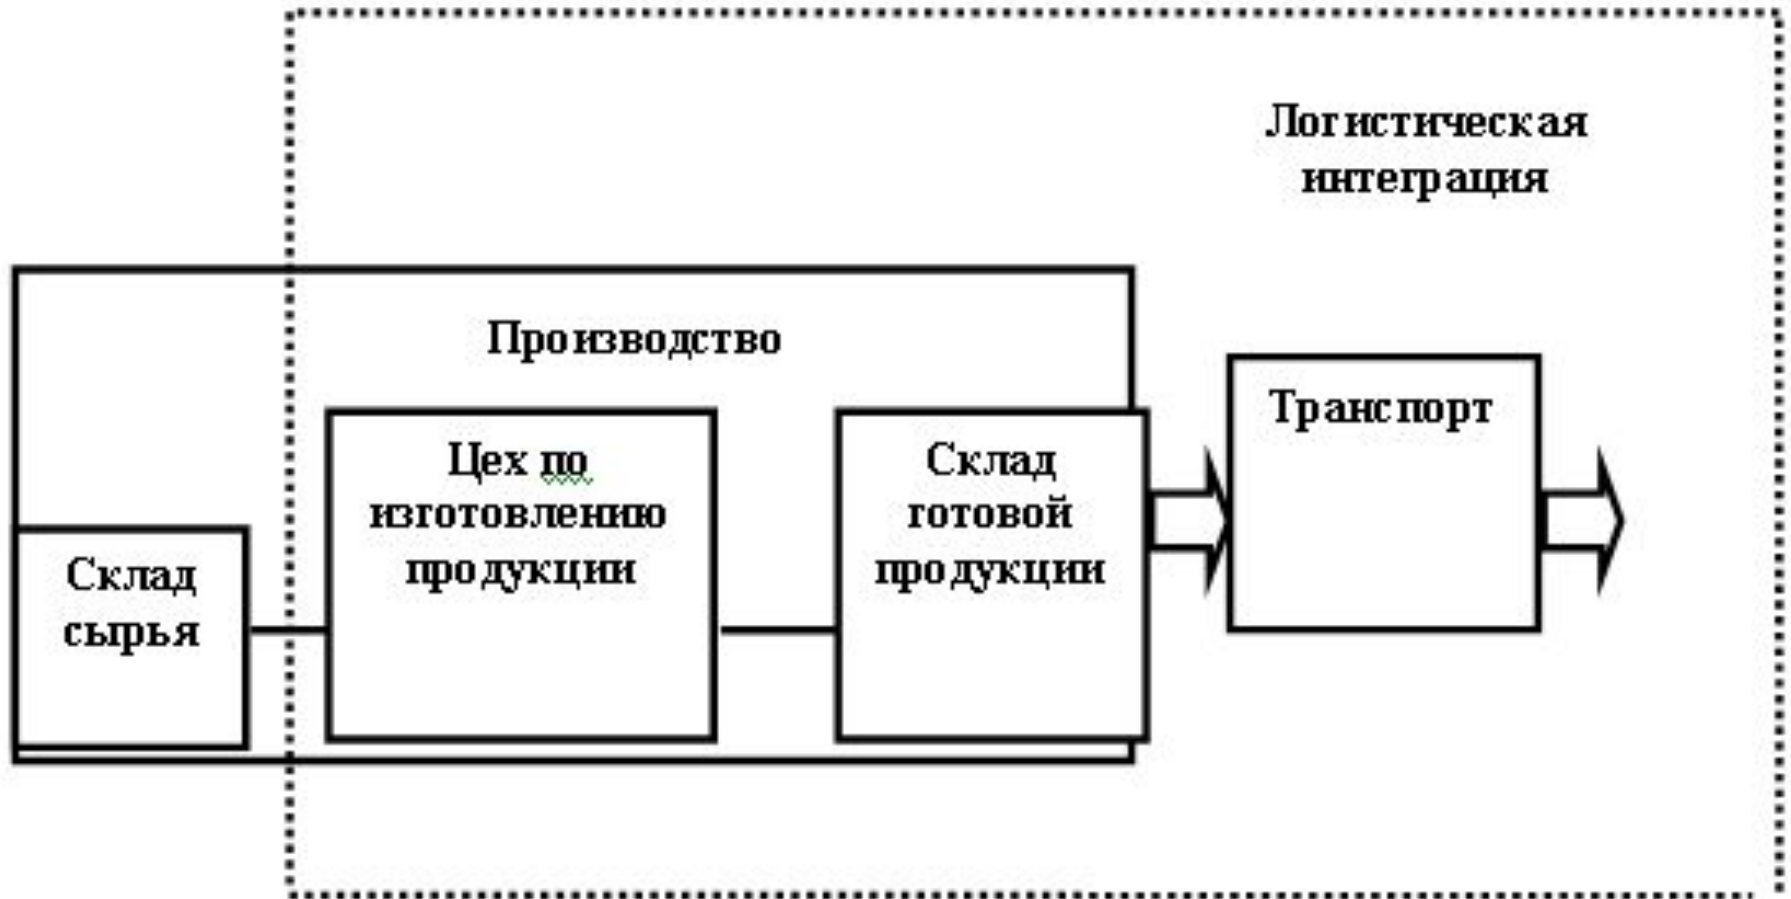 Логистическая
интеграция
Производство
Цех по
изготовлению
продукции
Склад
готовой
продукции
Транспорт
Склад
сырья